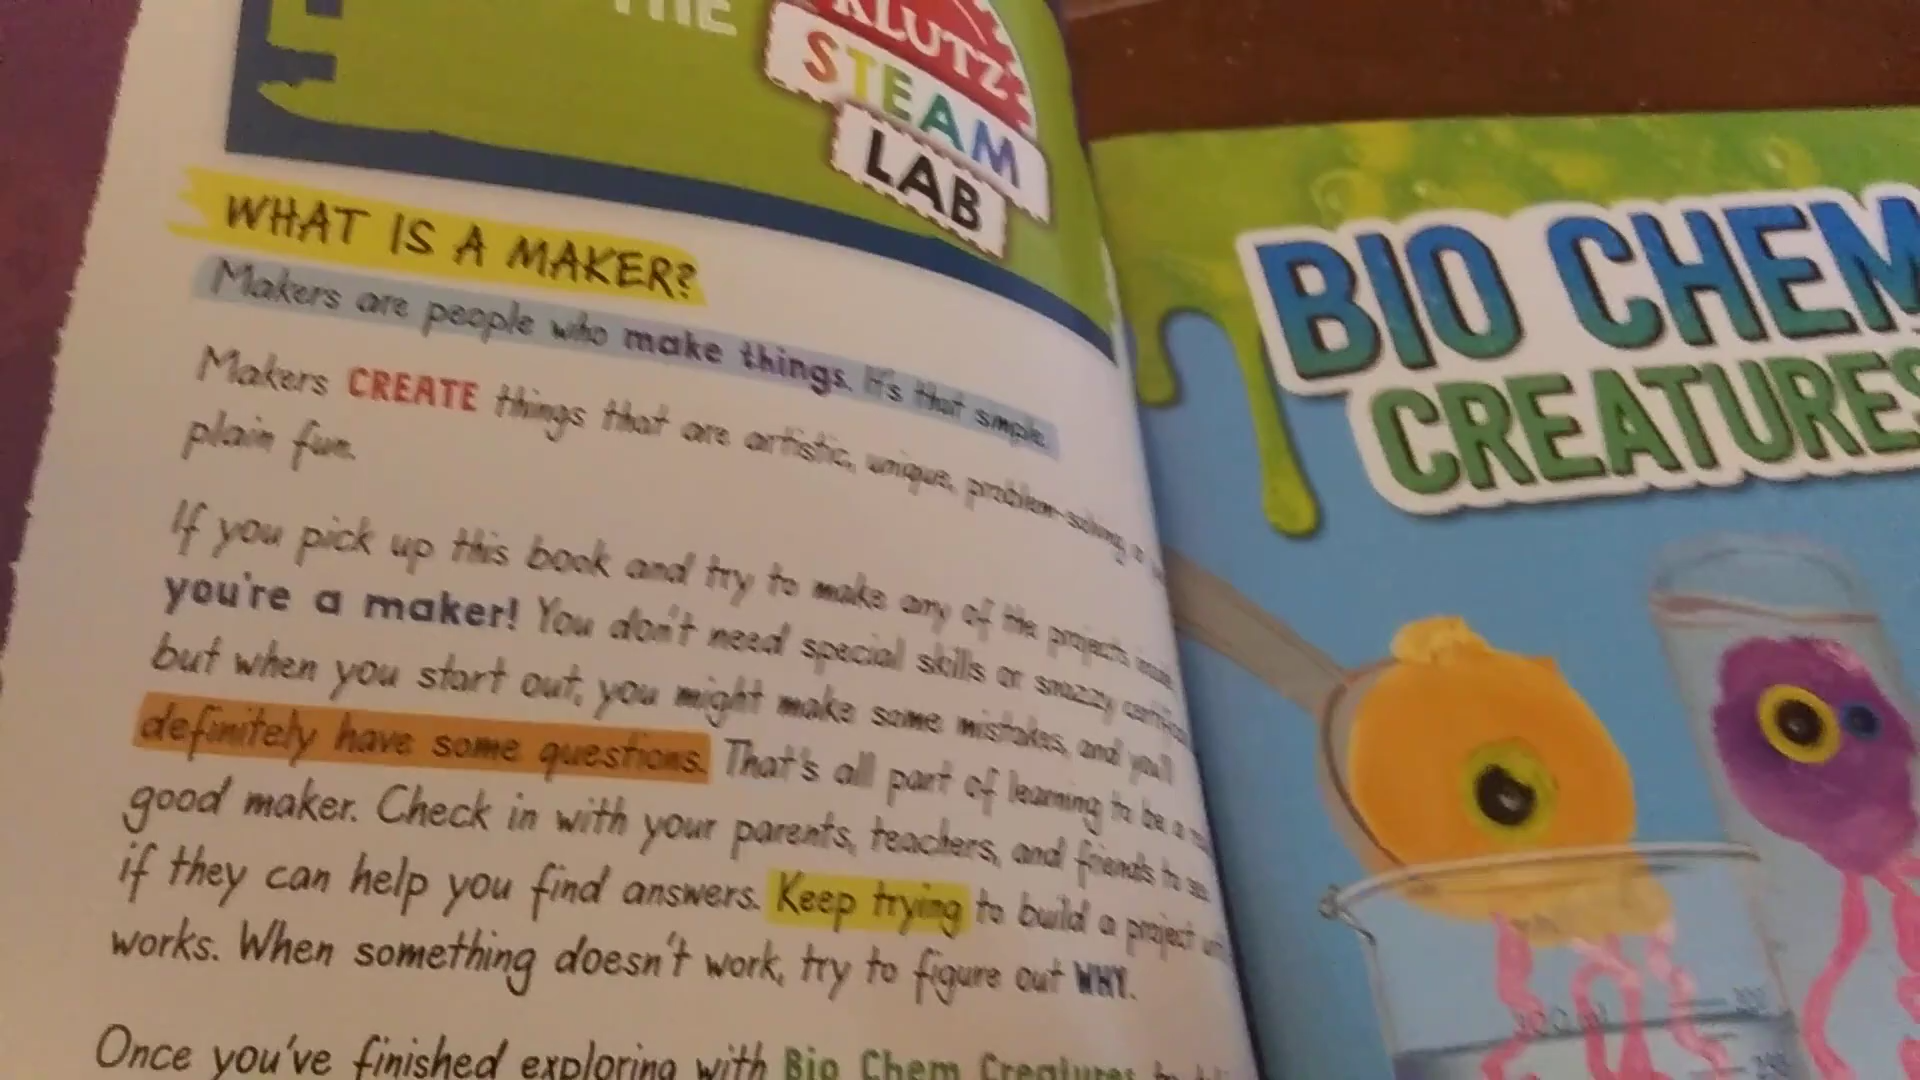 THE
KLUTZ
STEAM
LAB
WHAT IS A MAKER?
Makers are people who make things. It's that simple.
Makers CREATE things that are artistic, unique, problem-solving,
plain fun.
If you pick up this book and try to make any of the projects
you're a maker! You don't need special skills or snazzy
but when you start out, you might make some mistakes, and you'll
definitely have some questions. That's all part of learning to be a
good maker. Check in with your parents, teachers, and friends to see
if they can help you find answers. Keep trying to build a project
works. When something doesn't work, try to figure out WHY.
Once you've finished exploring with Bio Chem Creatures
BIO CHEM
CREATURES